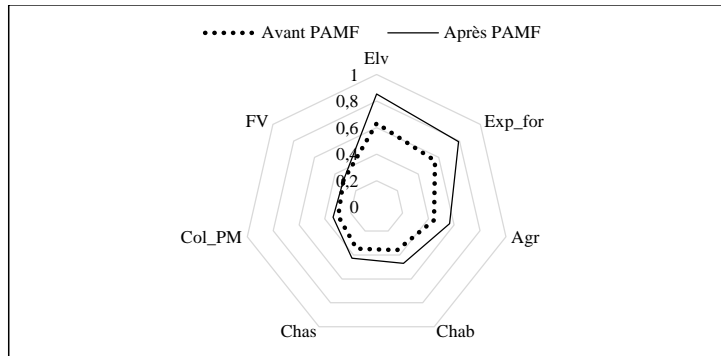 Avant PAMF
Après PAMF
Elv
1
0,8
0,6
0,4
0,2
0
Exp_for
Agr
Chab
Chas
Col_PM
FV